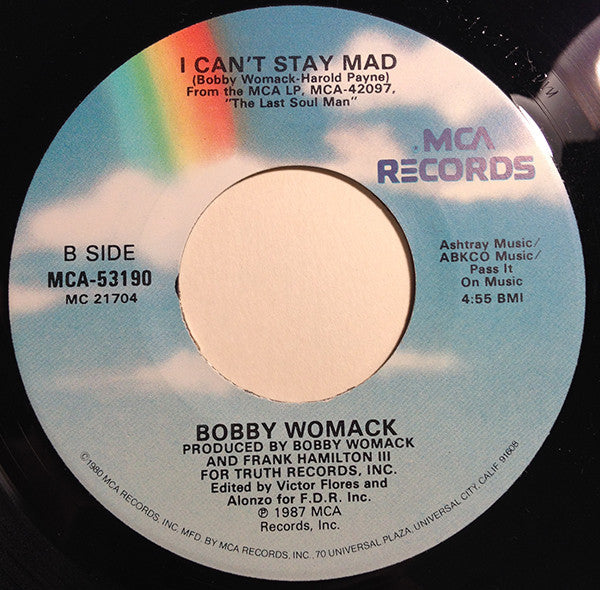 I CAN'T STAY MAD
(Bobby Womack-Harold Payne)
From the MCA LP, MCA-42097,
"The Last Soul Man"
MCA
RECORDS
B SIDE
MCA-53190
MC 21704
Ashtray Music/
ABKCO Music/
Pass It
On Music
4:55 BMI
BOBBY WOMACK
PRODUCED BY BOBBY WOMACK
AND FRANK HAMILTON III
FOR TRUTH RECORDS, INC.
Edited by Victor Flores and
Alonzo for F.D.R. Inc.
℗ 1987 MCA
Records, Inc.
©1980 MCA RECORDS, INC. MFD. BY MCA RECORDS, INC., 70 UNIVERSAL PLAZA, UNIVERSAL CITY, CALIF. 91608